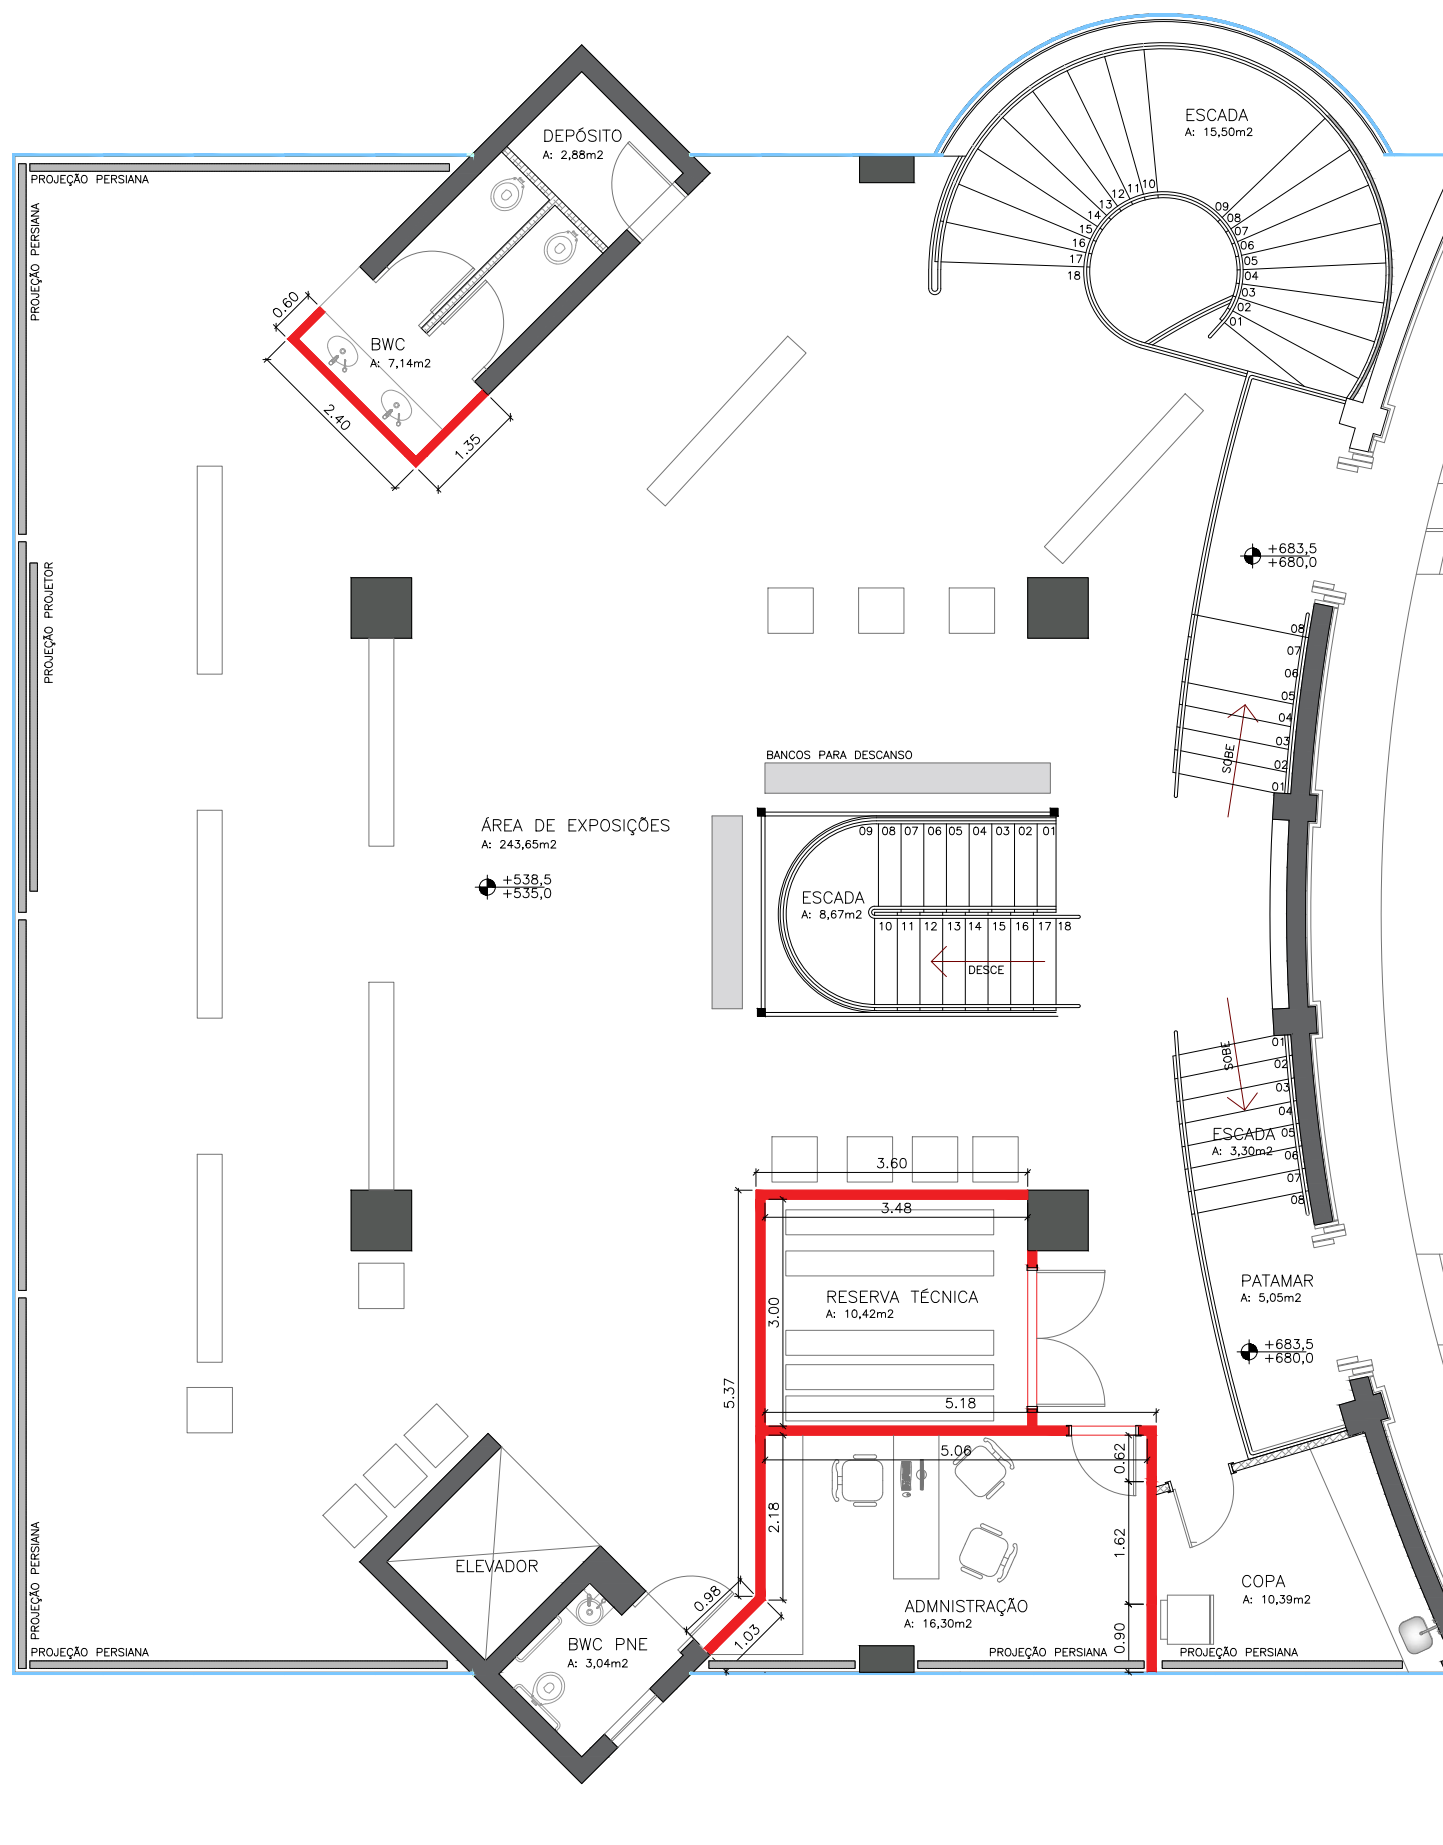 ESCADA
A: 15,50m2
DEPÓSITO
A: 2,88m2
PROJEÇÃO PERSIANA
PROJEÇÃO PERSIANA
10
11
12
13
14
15
16
17
18
09
08
07
06
05
04
03
02
01
0.60
BWC
A: 7,14m2
2.40
1.35
+683,5
+680,0
PROJEÇÃO PROJETOR
08
07
06
05
04
03
02
01
SOBE
BANCOS PARA DESCANSO
ÁREA DE EXPOSIÇÕES
A: 243,65m2
+538,5
+535,0
09 08 07 06 05 04 03 02 01
ESCADA
A: 8,67m2
10 11 12 13 14 15 16 17 18
DESCE
SOBE
01
02
03
04
05
06
07
08
ESCADA
A: 3,30m2
3.60
3.48
RESERVA TÉCNICA
A: 10,42m2
3.00
5.37
PATAMAR
A: 5,05m2
+683,5
+680,0
5.18
5.06
0.62
2.18
1.62
ELEVADOR
0.98
1.03
ADMNISTRAÇÃO
A: 16,30m2
COPA
A: 10,39m2
0.90
BWC PNE
A: 3,04m2
PROJEÇÃO PERSIANA
PROJEÇÃO PERSIANA
PROJEÇÃO PERSIANA
PROJEÇÃO PERSIANA